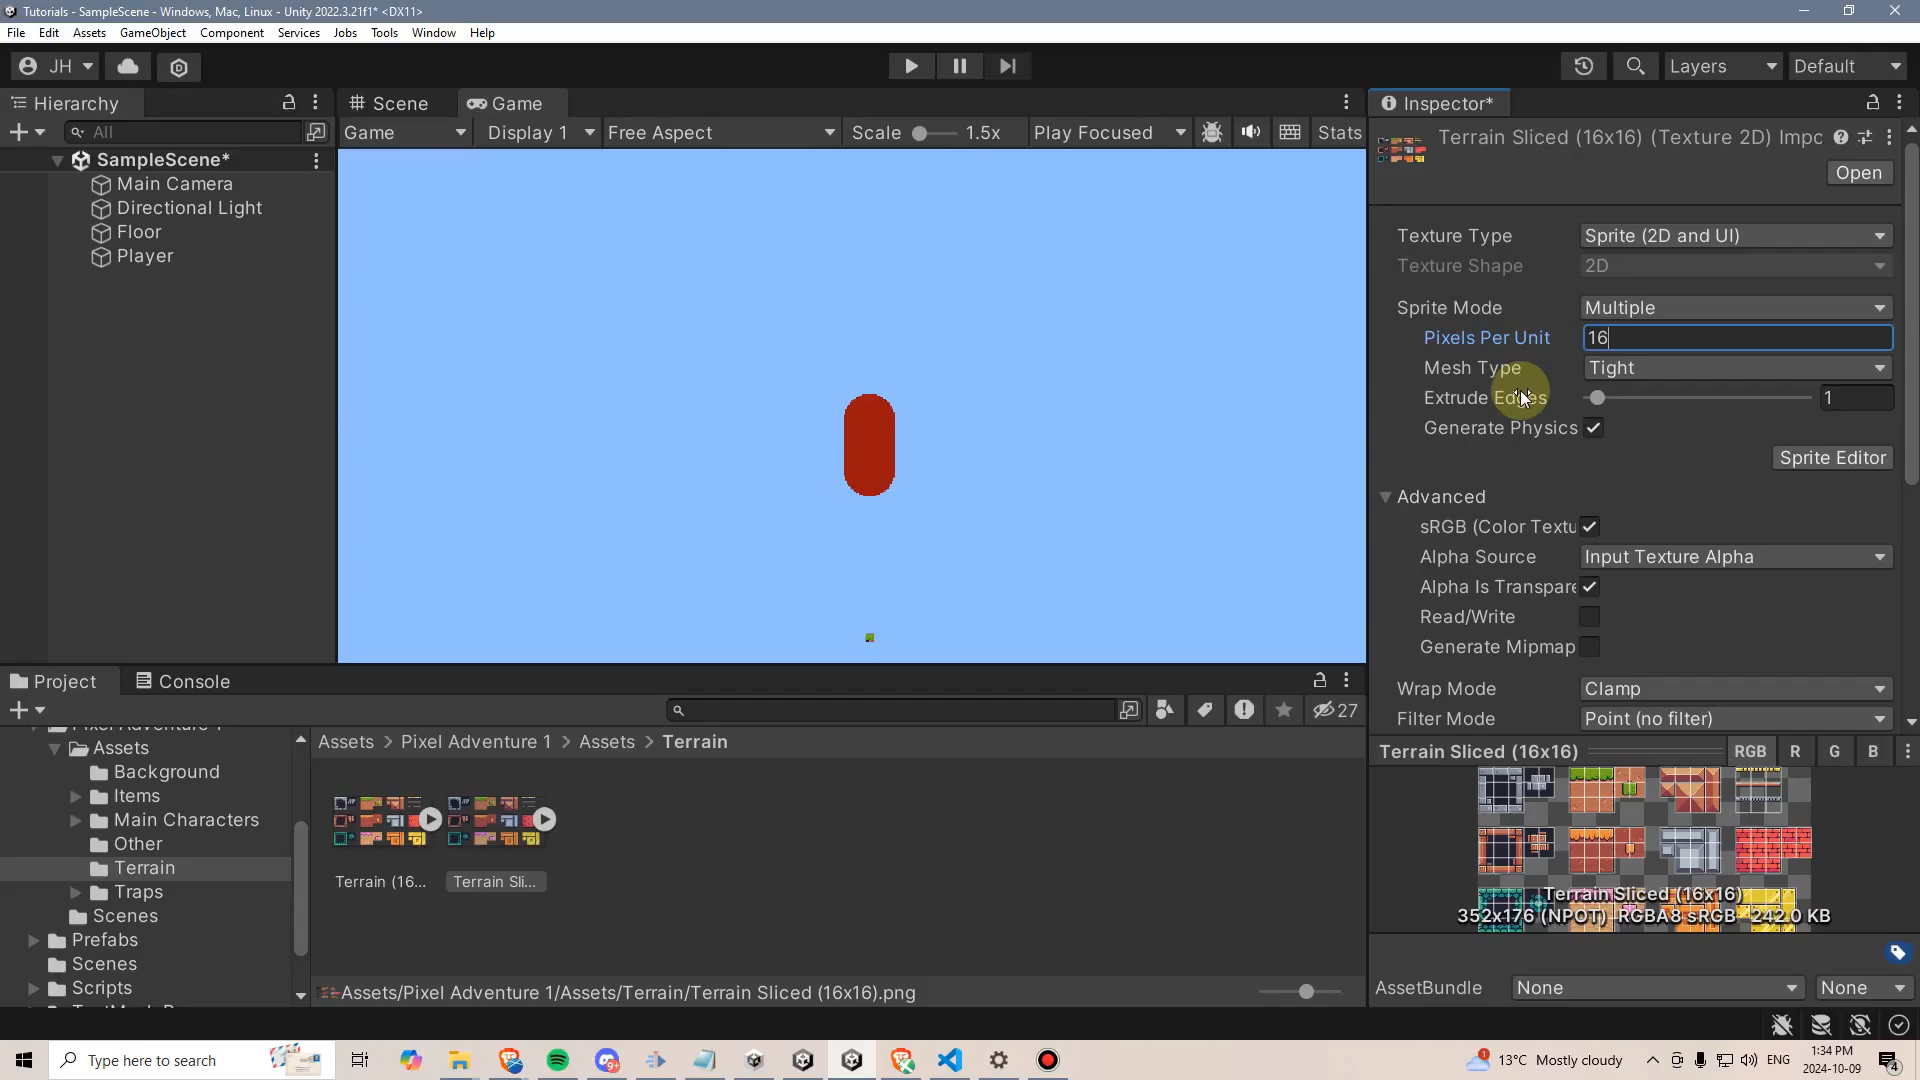 Tutorials - SampleScene - Windows, Mac, Linux - Unity 2022.3.21f1* <DX11>
File Edit Assets GameObject Component Services Jobs Tools Window Help
JH
Layers
Default
Hierarchy
All
SampleScene*
Main Camera
Directional Light
Floor
Player
Scene
Game
Game
Display 1
Free Aspect
Scale
1.5x
Play Focused
Stats
Inspector*
Terrain Sliced (16x16) (Texture 2D) Impo
Open
Texture Type
Sprite (2D and UI)
Texture Shape
2D
Sprite Mode
Multiple
Pixels Per Unit
16
Mesh Type
Tight
Extrude Edges
1
Generate Physics
Sprite Editor
Advanced
sRGB (Color Textu
Alpha Source
Input Texture Alpha
Alpha Is Transpare
Read/Write
Generate Mipmap
Wrap Mode
Clamp
Filter Mode
Point (no filter)
Terrain Sliced (16x16)
RGB R G B
Terrain Sliced (16x16)
352x176 (NPOT) RGBA8 sRGB 242.0 KB
AssetBundle
None
None
Project
Console
27
Assets
Background
Items
Main Characters
Other
Terrain
Traps
Scenes
Prefabs
Scenes
Scripts
Assets > Pixel Adventure 1 > Assets > Terrain
Terrain (16...
Terrain Sli...
Assets/Pixel Adventure 1/Assets/Terrain/Terrain Sliced (16x16).png
Type here to search
9+
1
13°C Mostly cloudy
ENG
1:34 PM
2024-10-09
4